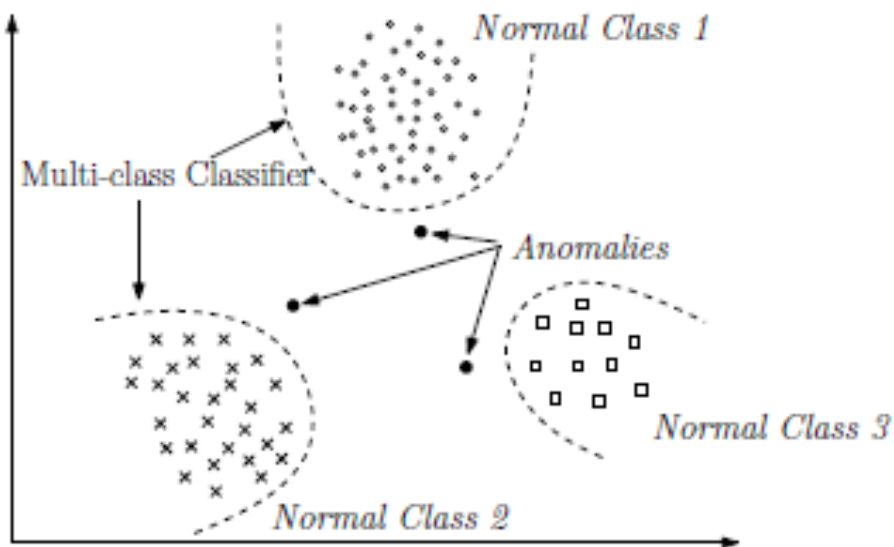 Normal Class 1
Multi-class Classifier
Anomalies
Normal Class 3
Normal Class 2